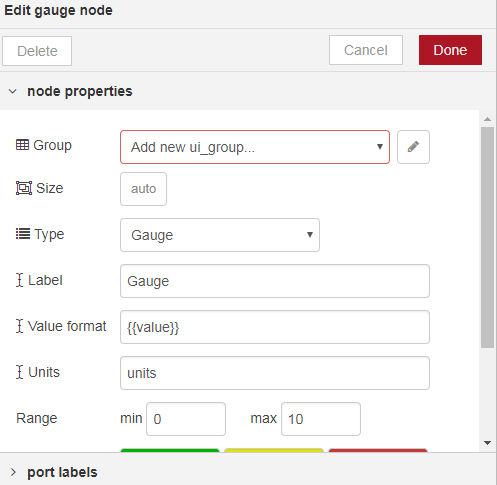 Edit gauge node
Delete Cancel Done
node properties
Group Add new ui_group...
Size auto
Type Gauge
Label Gauge
Value format {{value}}
Units units
Range min 0 max 10
port labels